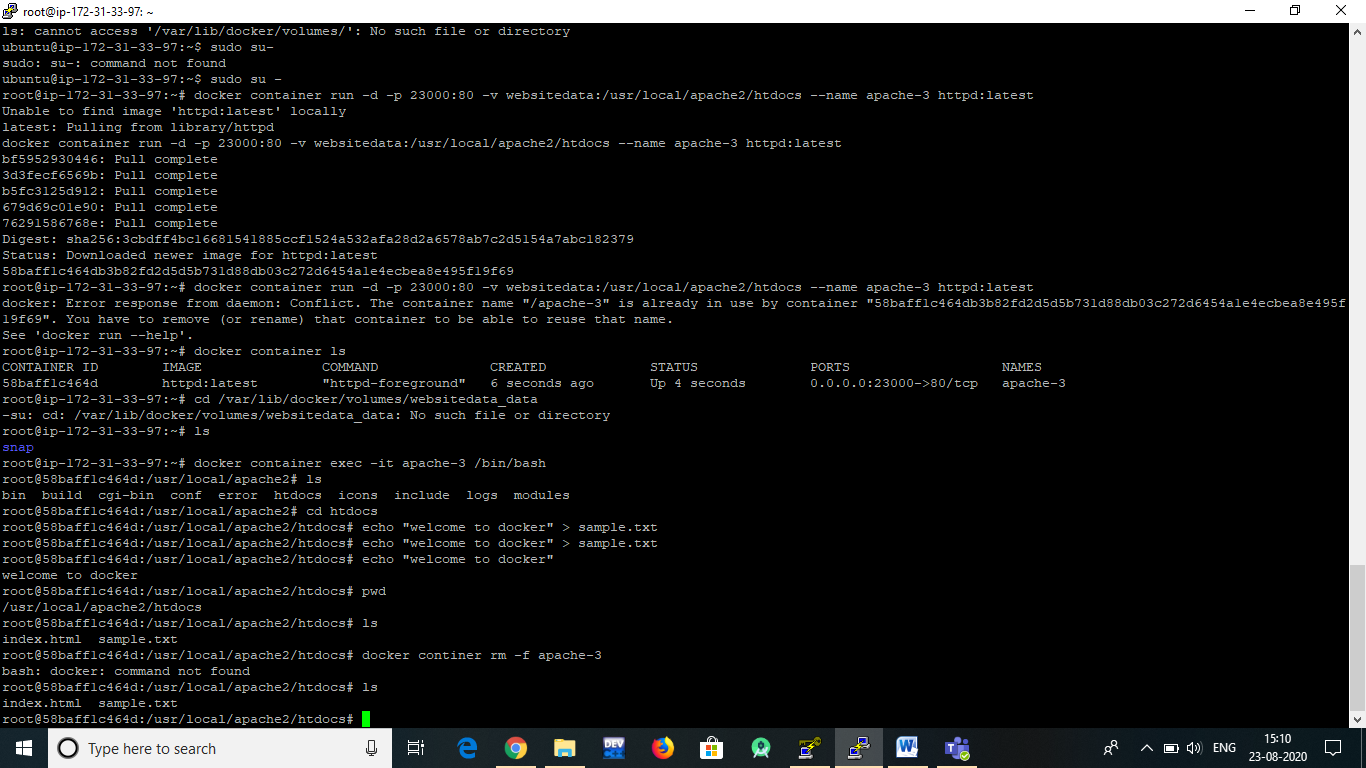 root@ip-172-31-33-97: ~
ls: cannot access '/var/lib/docker/volumes/': No such file or directory
ubuntu@ip-172-31-33-97:~$ sudo su-
sudo: su-: command not found
ubuntu@ip-172-31-33-97:~$ sudo su -
root@ip-172-31-33-97:~# docker container run -d -p 23000:80 -v websitedata:/usr/local/apache2/htdocs --name apache-3 httpd:latest
Unable to find image 'httpd:latest' locally
latest: Pulling from library/httpd
docker container run -d -p 23000:80 -v websitedata:/usr/local/apache2/htdocs --name apache-3 httpd:latest
bf5952930446: Pull complete
3d3fecf6569b: Pull complete
b5fc3125d912: Pull complete
679d69c01e90: Pull complete
76291586768e: Pull complete
Digest: sha256:3cbdff4bc16681541885ccf1524a532afa28d2a6578ab7c2d5154a7abc182379
Status: Downloaded newer image for httpd:latest
58baff1c464db3b82fd2d5d5b731d88db03c272d6454a1e4ecbea8e495f19f69
root@ip-172-31-33-97:~# docker container run -d -p 23000:80 -v websitedata:/usr/local/apache2/htdocs --name apache-3 httpd:latest
docker: Error response from daemon: Conflict. The container name "/apache-3" is already in use by container "58baff1c464db3b82fd2d5d5b731d88db03c272d6454a1e4ecbea8e495f
19f69". You have to remove (or rename) that container to be able to reuse that name.
See 'docker run --help'.
root@ip-172-31-33-97:~# docker container ls
CONTAINER ID        IMAGE               COMMAND              CREATED             STATUS              PORTS                   NAMES
58baff1c464d        httpd:latest        "httpd-foreground"   6 seconds ago       Up 4 seconds        0.0.0.0:23000->80/tcp   apache-3
root@ip-172-31-33-97:~# cd /var/lib/docker/volumes/websitedata_data
-su: cd: /var/lib/docker/volumes/websitedata_data: No such file or directory
root@ip-172-31-33-97:~# ls
snap
root@ip-172-31-33-97:~# docker container exec -it apache-3 /bin/bash
root@58baff1c464d:/usr/local/apache2# ls
bin  build  cgi-bin  conf  error  htdocs  icons  include  logs  modules
root@58baff1c464d:/usr/local/apache2# cd htdocs
root@58baff1c464d:/usr/local/apache2/htdocs# echo "welcome to docker" > sample.txt
root@58baff1c464d:/usr/local/apache2/htdocs# echo "welcome to docker" > sample.txt
root@58baff1c464d:/usr/local/apache2/htdocs# echo "welcome to docker"
welcome to docker
root@58baff1c464d:/usr/local/apache2/htdocs# pwd
/usr/local/apache2/htdocs
root@58baff1c464d:/usr/local/apache2/htdocs# ls
index.html  sample.txt
root@58baff1c464d:/usr/local/apache2/htdocs# docker continer rm -f apache-3
bash: docker: command not found
root@58baff1c464d:/usr/local/apache2/htdocs# ls
index.html  sample.txt
root@58baff1c464d:/usr/local/apache2/htdocs#
Type here to search
DEV
ENG
15:10
23-08-2020